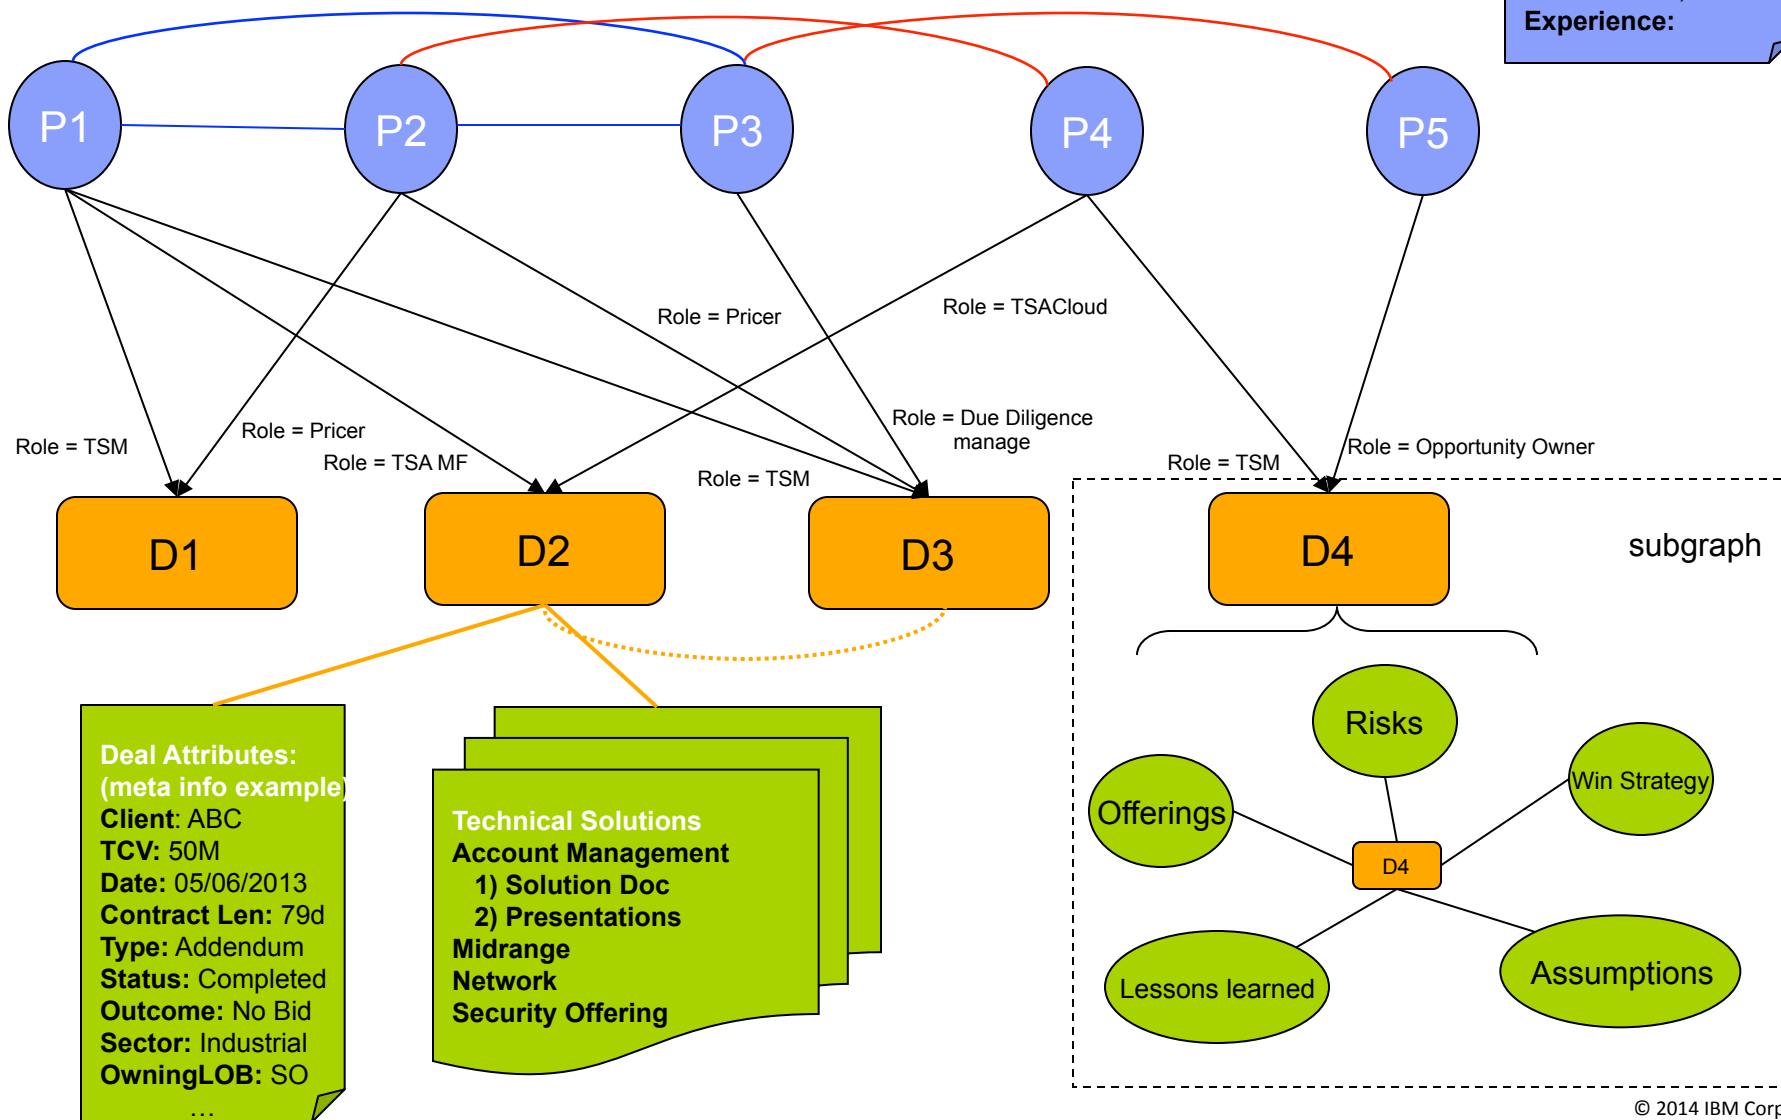 Experience:
P1
P2
P3
P4
P5
Role = Pricer
Role = TSACloud
Role = Due Diligence
manage
Role = TSM
Role = Pricer
Role = TSA MF
Role = TSM
Role = TSM
Role = Opportunity Owner
D1
D2
D3
D4
subgraph
Deal Attributes:
(meta info example)
Client: ABC
TCV: 50M
Date: 05/06/2013
Contract Len: 79d
Type: Addendum
Status: Completed
Outcome: No Bid
Sector: Industrial
OwningLOB: SO
…
Technical Solutions
Account Management
1) Solution Doc
2) Presentations
Midrange
Network
Security Offering
Risks
Offerings
Win Strategy
D4
Lessons learned
Assumptions
© 2014 IBM Corp